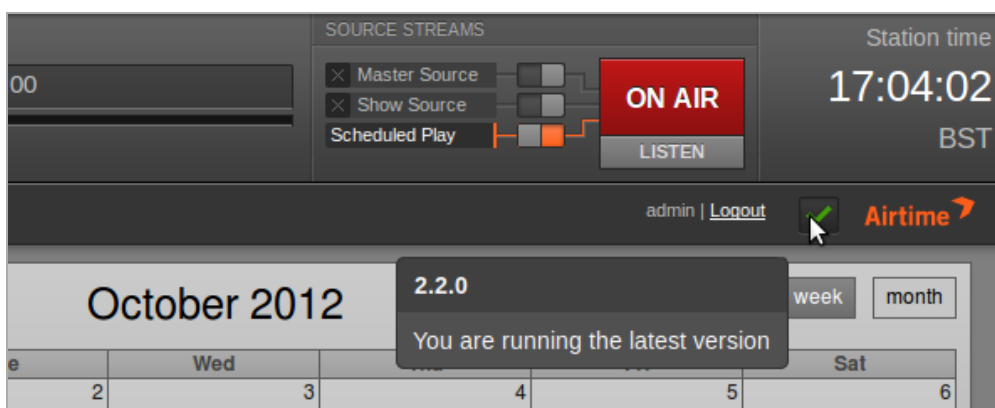 SOURCE STREAMS
Station time
00
Master Source
Show Source
Scheduled Play
ON AIR
LISTEN
17:04:02
BST
admin | Logout
Airtime
October 2012
2.2.0
You are running the latest version
week
month
e
Wed
Sat
2
3
4
5
6